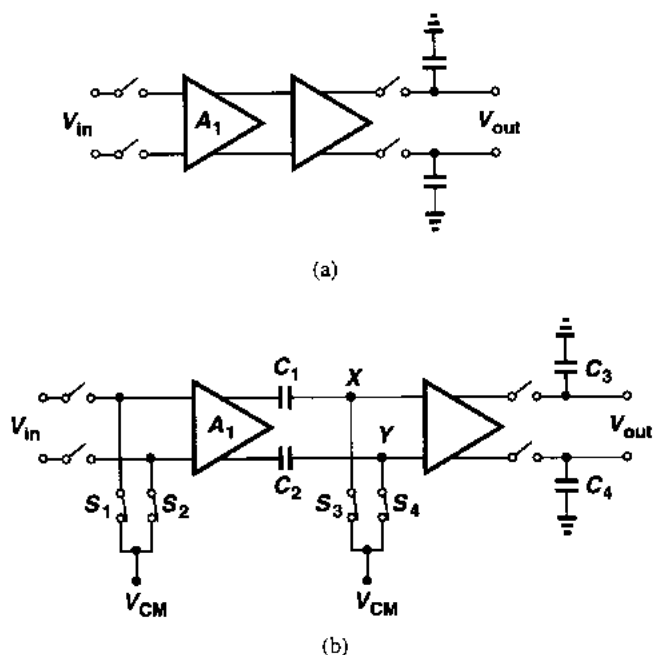 V_in
A_1
V_out
(a)
C_1
X
C_3
V_in
A_1
Y
V_out
C_2
C_4
S_1
S_2
S_3
S_4
V_CM
V_CM
(b)